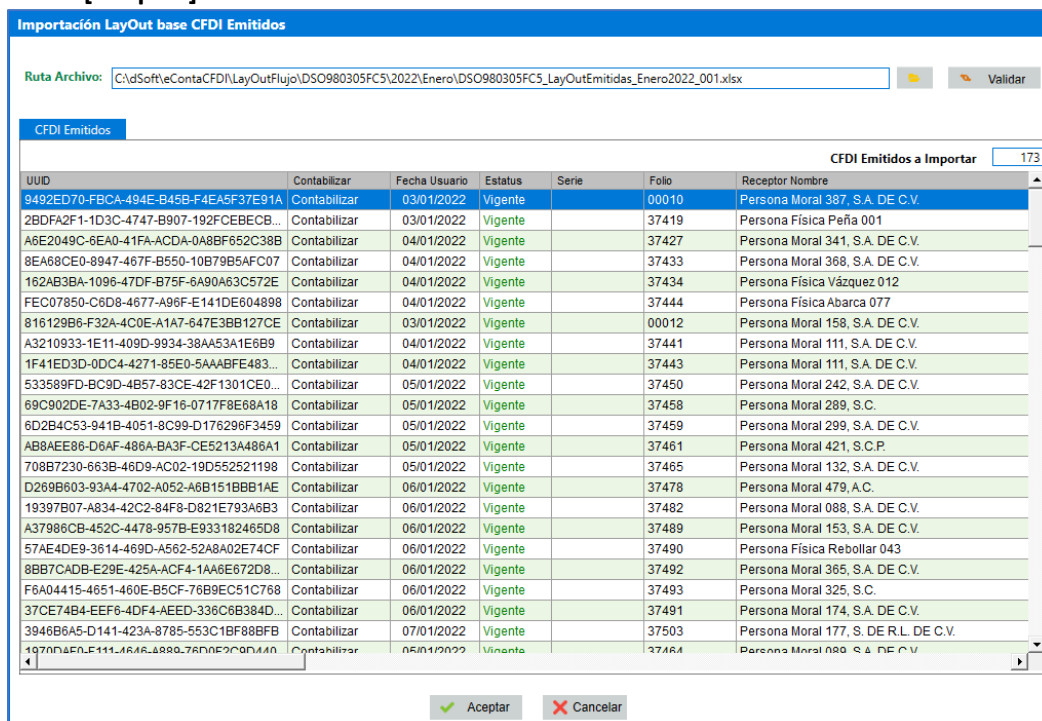 Importación LayOut base CFDI Emitidos
Ruta Archivo: C:\dSoft\eContaCFDI\LayOutFlujo\DSO980305FC5\2022\Enero\DSO980305FC5_LayOutEmitidas_Enero2022_001.xlsx Validar
CFDI Emitidos
CFDI Emitidos a Importar 173
UUID Contabilizar Fecha Usuario Estatus Serie Folio Receptor Nombre
9492ED70-FBCA-494E-B45B-F4EA5F37E91A Contabilizar 03/01/2022 Vigente 00010 Persona Moral 387, S.A. DE C.V.
2BDFA2F1-1D3C-4747-B907-192FCEBECB... Contabilizar 03/01/2022 Vigente 37419 Persona Física Peña 001
A6E2049C-6EA0-41FA-ACDA-0A8BF652C38B Contabilizar 04/01/2022 Vigente 37427 Persona Moral 341, S.A. DE C.V.
8EA68CE0-8947-467F-B550-10B79B5AFC07 Contabilizar 04/01/2022 Vigente 37433 Persona Moral 368, S.A. DE C.V.
162AB3BA-1096-47DF-B75F-6A90A63C572E Contabilizar 04/01/2022 Vigente 37434 Persona Física Vázquez 012
FEC07850-C6D8-4677-A96F-E141DE604898 Contabilizar 04/01/2022 Vigente 37444 Persona Física Abarca 077
816129B6-F32A-4C0E-A1A7-647E3BB127CE Contabilizar 03/01/2022 Vigente 00012 Persona Moral 158, S.A. DE C.V.
A3210933-1E11-409D-9934-38AA53A1E6B9 Contabilizar 04/01/2022 Vigente 37441 Persona Moral 111, S.A. DE C.V.
1F41ED3D-0DC4-4271-85E0-5AAABFE483... Contabilizar 04/01/2022 Vigente 37443 Persona Moral 111, S.A. DE C.V.
533589FD-BC9D-4B57-83CE-42F1301CE0... Contabilizar 05/01/2022 Vigente 37450 Persona Moral 242, S.A. DE C.V.
69C902DE-7A33-4B02-9F16-0717F8E68A18 Contabilizar 05/01/2022 Vigente 37458 Persona Moral 289, S.C.
6D2B4C53-941B-4051-8C99-D176296F3459 Contabilizar 05/01/2022 Vigente 37459 Persona Moral 299, S.A. DE C.V.
AB8AEE86-D6AF-486A-BA3F-CE5213A486A1 Contabilizar 05/01/2022 Vigente 37461 Persona Moral 421, S.C.P.
708B7230-663B-46D9-AC02-19D552521198 Contabilizar 05/01/2022 Vigente 37465 Persona Moral 132, S.A. DE C.V.
D269B603-93A4-4702-A052-A6B151BBB1AE Contabilizar 06/01/2022 Vigente 37478 Persona Moral 479, A.C.
19397B07-A834-42C2-84F8-D821E793A6B3 Contabilizar 06/01/2022 Vigente 37482 Persona Moral 088, S.A. DE C.V.
A37986CB-452C-4478-957B-E933182465D8 Contabilizar 06/01/2022 Vigente 37489 Persona Moral 153, S.A. DE C.V.
57AE4DE9-3614-469D-A562-52A8A02E74CF Contabilizar 06/01/2022 Vigente 37490 Persona Física Rebollar 043
8BB7CADB-E29E-425A-ACF4-1AA6E672D8... Contabilizar 06/01/2022 Vigente 37492 Persona Moral 365, S.A. DE C.V.
F6A04415-4651-460E-B5CF-76B9EC51C768 Contabilizar 06/01/2022 Vigente 37493 Persona Moral 325, S.C.
37CE74B4-EEF6-4DF4-AEED-336C6B384D... Contabilizar 06/01/2022 Vigente 37491 Persona Moral 174, S.A. DE C.V.
3946B6A5-D141-423A-8785-553C1BF88BFB Contabilizar 07/01/2022 Vigente 37503 Persona Moral 177, S. DE R.L. DE C.V.
1970DAF0-F111-4646-A889-76D0F2C9D440 Contabilizar 05/01/2022 Vigente 37464 Persona Moral 089, S.A. DE C.V.
Aceptar Cancelar